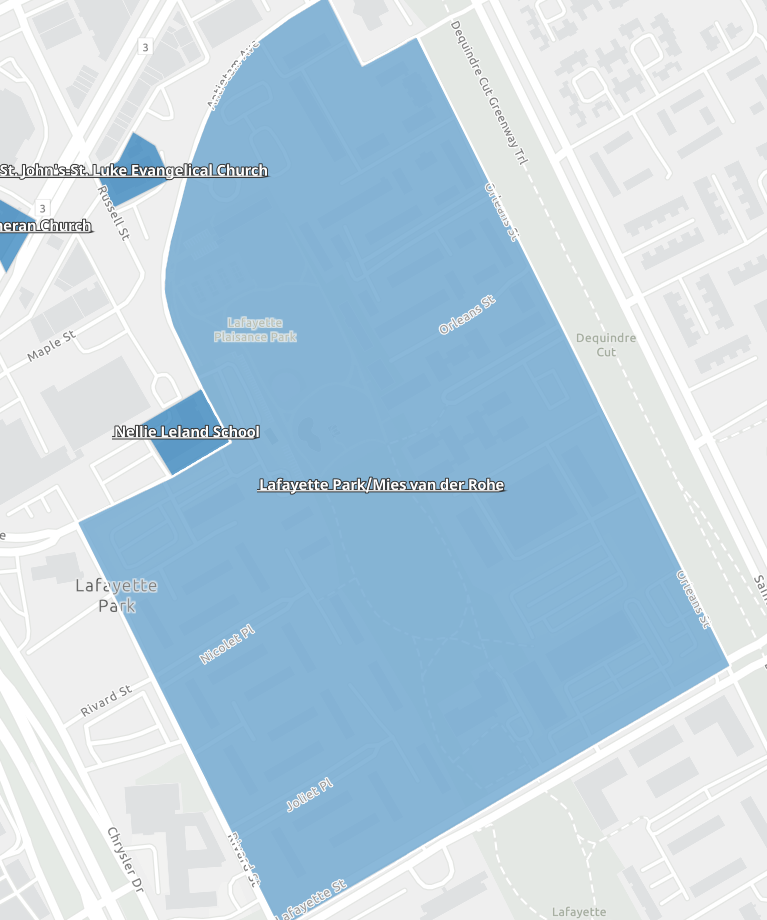 Dequindre Cut Greenway Trl
3
Antietam Ave
St. John's-St. Luke Evangelical Church
Russell St
3
heran Church
Orleans St
Maple St
Lafayette
Plaisance Park
Orleans St
Dequindre
Cut
Nellie Leland School
Lafayette Park/Mies van der Rohe
e
Lafayette
Park
Orleans St
Nicolet Pl
Rivard St
Joliet Pl
Chrysler Dr
Rivard St
Lafayette St
Lafayette